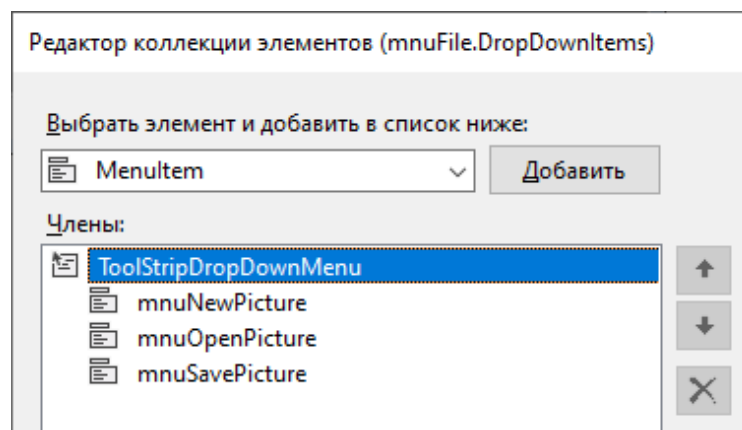 Редактор коллекции элементов (mnuFile.DropDownItems)
Выбрать элемент и добавить в список ниже:
MenuItem
Добавить
Члены:
ToolStripDropDownMenu
mnuNewPicture
mnuOpenPicture
mnuSavePicture